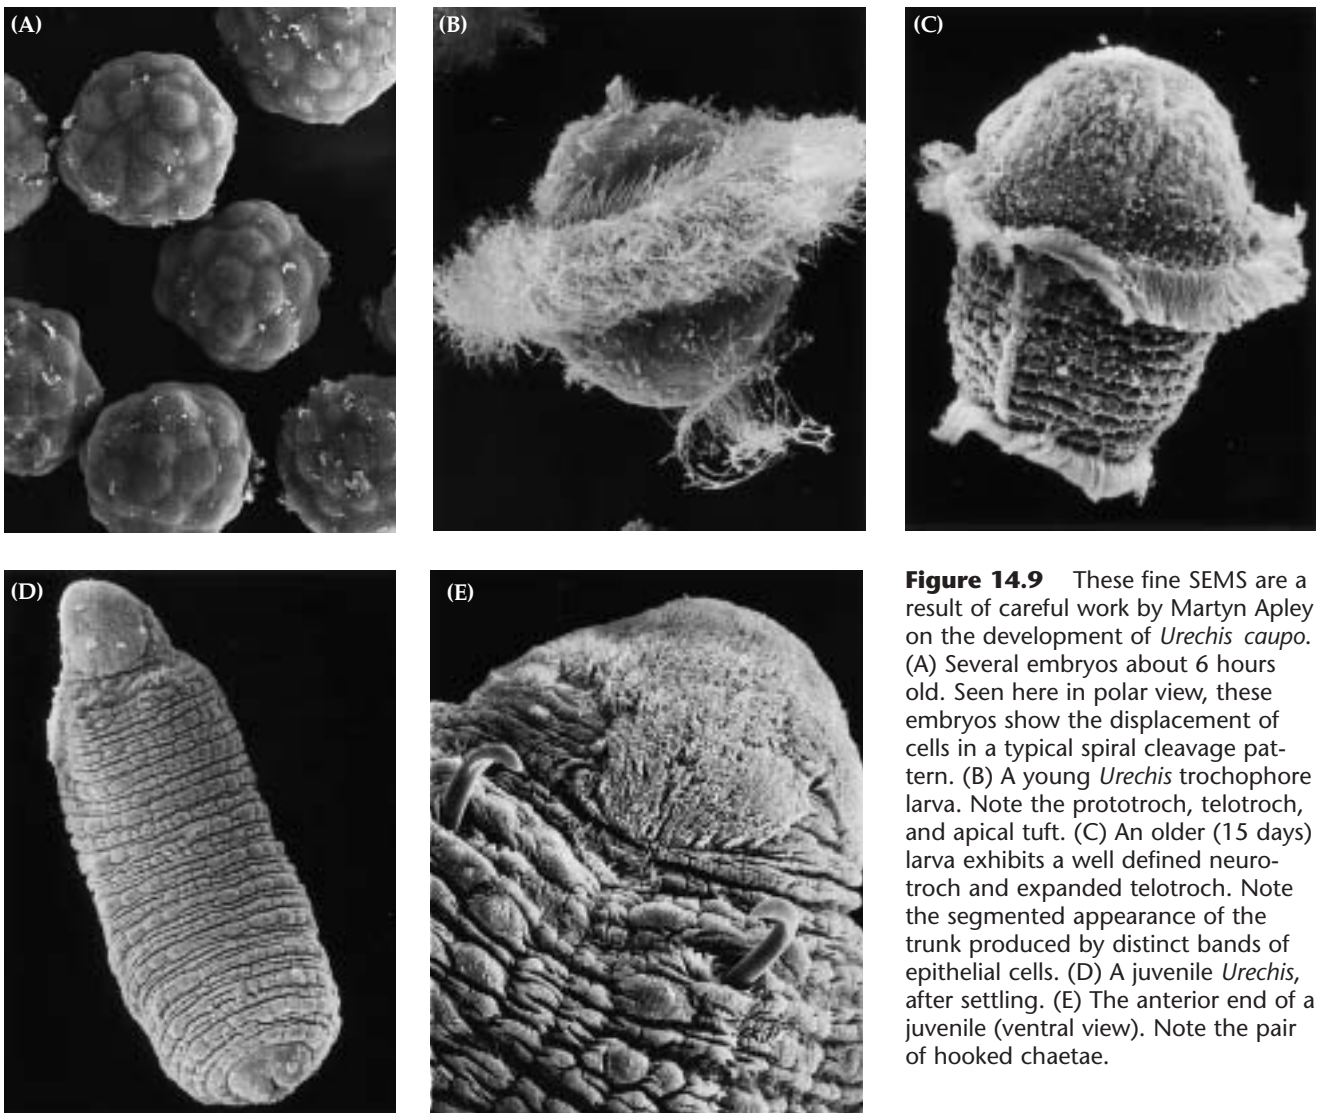 (A)
(B)
(C)
(D)
(E)
Figure 14.9 These fine SEMS are a
result of careful work by Martyn Apley
on the development of Urechis caupo.
(A) Several embryos about 6 hours
old. Seen here in polar view, these
embryos show the displacement of
cells in a typical spiral cleavage pat-
tern. (B) A young Urechis trochophore
larva. Note the prototroch, telotroch,
and apical tuft. (C) An older (15 days)
larva exhibits a well defined neuro-
troch and expanded telotroch. Note
the segmented appearance of the
trunk produced by distinct bands of
epithelial cells. (D) A juvenile Urechis,
after settling. (E) The anterior end of a
juvenile (ventral view). Note the pair
of hooked chaetae.